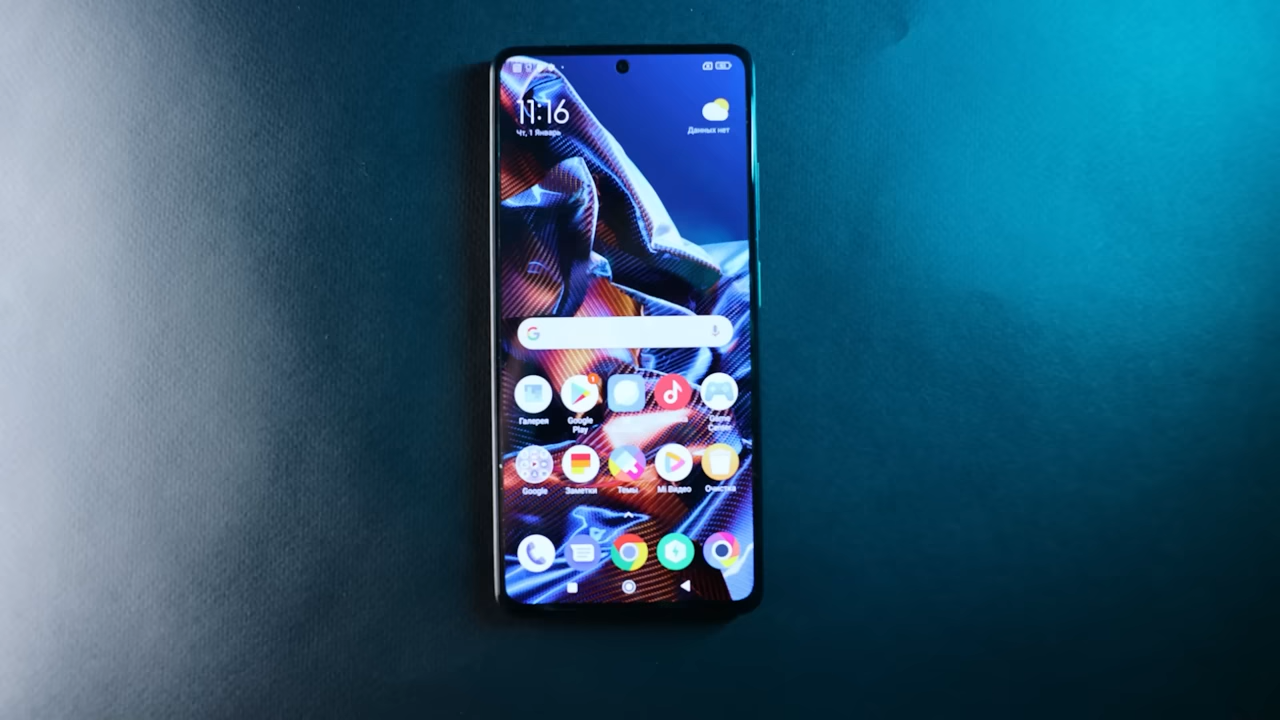 11:16
Чт, 1 Январь
Данных нет
Галерея
Google
Play
Google
Заметки
Темы
Mi Видео
Очистка